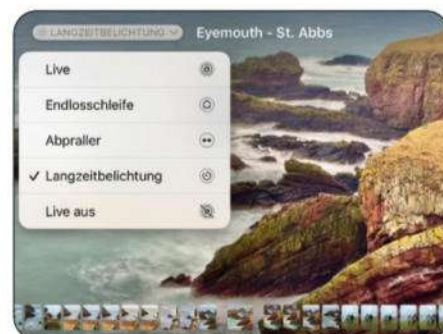 LANGZEITBELICHTUNG
Eyemouth - St. Abbs
Live
Endlosschleife
Abpraller
Langzeitbelichtung
Live aus